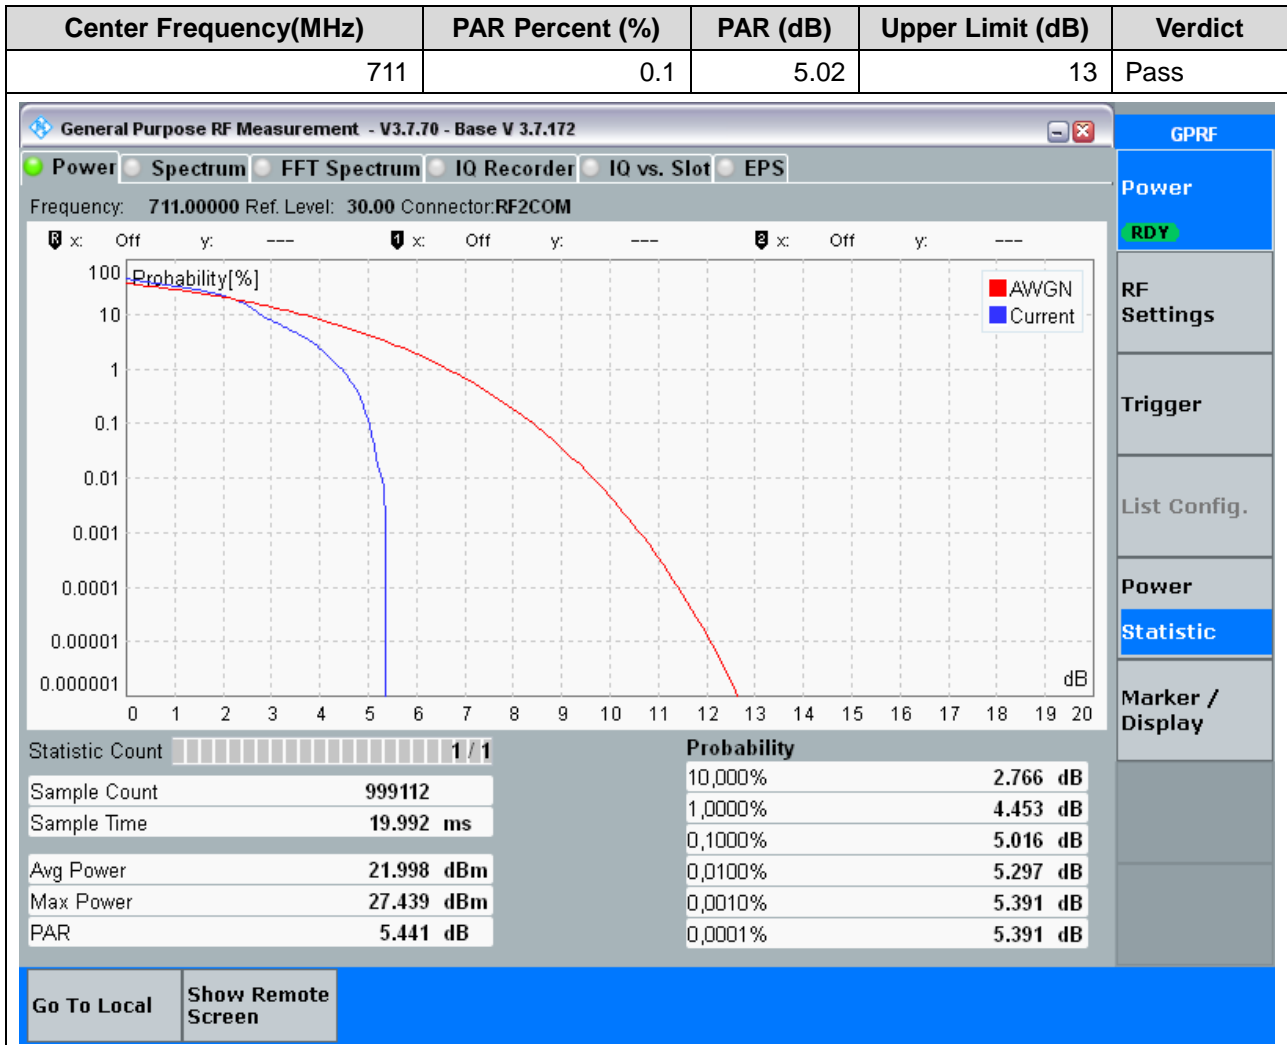 Center Frequency(MHz) PAR Percent (%) PAR (dB) Upper Limit (dB) Verdict
711 0.1 5.02 13 Pass
General Purpose RF Measurement - V3.7.70 - Base V 3.7.172
GPRF
Power Spectrum FFT Spectrum IQ Recorder IQ vs. Slot EPS
Frequency: 711.00000 Ref. Level: 30.00 Connector:RF2COM
R x: Off y: --- 1 x: Off y: --- 2 x: Off y: ---
Probability[%]
AWGN
Current
100
10
1
0.1
0.01
0.001
0.0001
0.00001
0.000001
dB
0 1 2 3 4 5 6 7 8 9 10 11 12 13 14 15 16 17 18 19 20
Statistic Count 1 / 1
Sample Count 999112
Sample Time 19.992 ms
Avg Power 21.998 dBm
Max Power 27.439 dBm
PAR 5.441 dB
Probability
10,000% 2.766 dB
1,0000% 4.453 dB
0,1000% 5.016 dB
0,0100% 5.297 dB
0,0010% 5.391 dB
0,0001% 5.391 dB
Power
RDY
RF
Settings
Trigger
List Config.
Power
Statistic
Marker /
Display
Go To Local
Show Remote
Screen